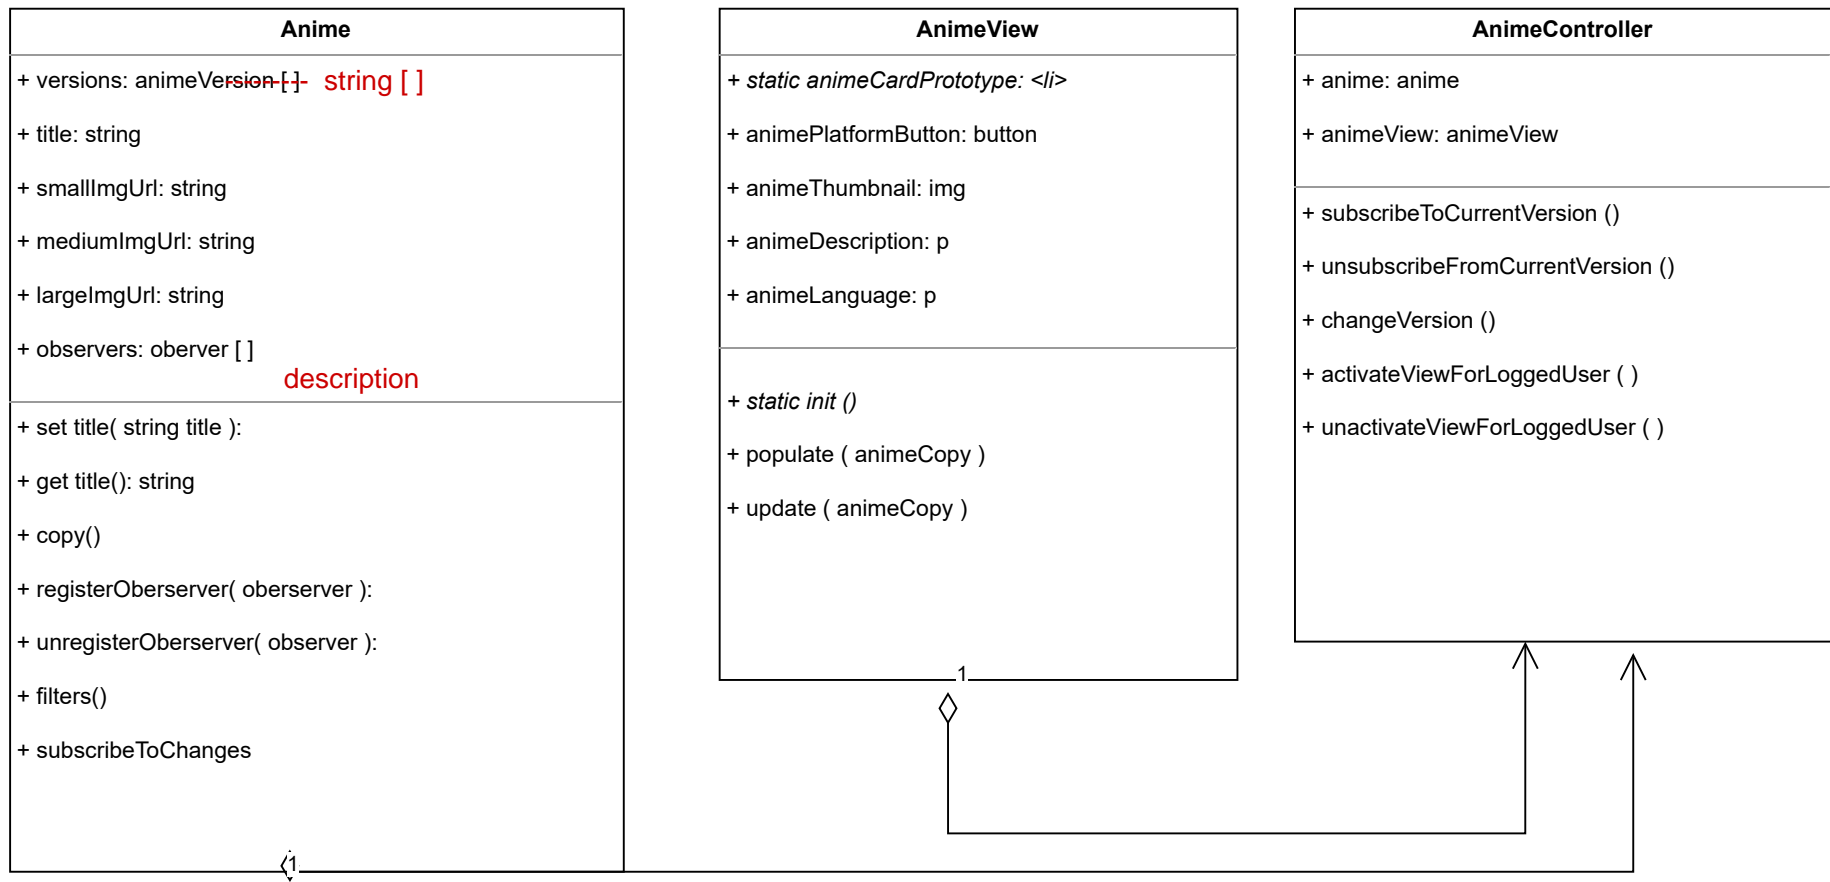 Anime
+ versions: animeVersion [ ] string [ ]
+ title: string
+ smallImgUrl: string
+ mediumImgUrl: string
+ largeImgUrl: string
+ observers: oberver [ ]
description
+ set title( string title ):
+ get title(): string
+ copy()
+ registerOberserver( oberserver ):
+ unregisterOberserver( observer ):
+ filters()
+ subscribeToChanges
1
AnimeView
+ static animeCardPrototype: <li>
+ animePlatformButton: button
+ animeThumbnail: img
+ animeDescription: p
+ animeLanguage: p
+ static init ()
+ populate ( animeCopy )
+ update ( animeCopy )
1
AnimeController
+ anime: anime
+ animeView: animeView
+ subscribeToCurrentVersion ()
+ unsubscribeFromCurrentVersion ()
+ changeVersion ()
+ activateViewForLoggedUser ( )
+ unactivateViewForLoggedUser ( )